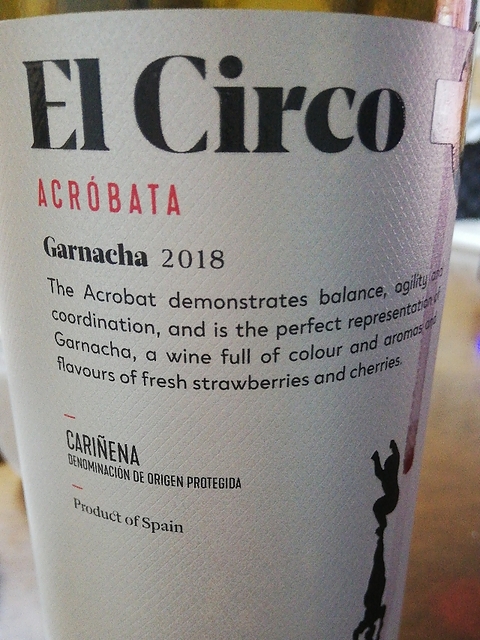 El Circo
ACRÓBATA
Garnacha 2018
The Acrobat demonstrates balance, agility and
coordination, and is the perfect representation of
Garnacha, a wine full of colour and aromas and
flavours of fresh strawberries and cherries.
CARIÑENA
DENOMINACIÓN DE ORIGEN PROTEGIDA
Product of Spain